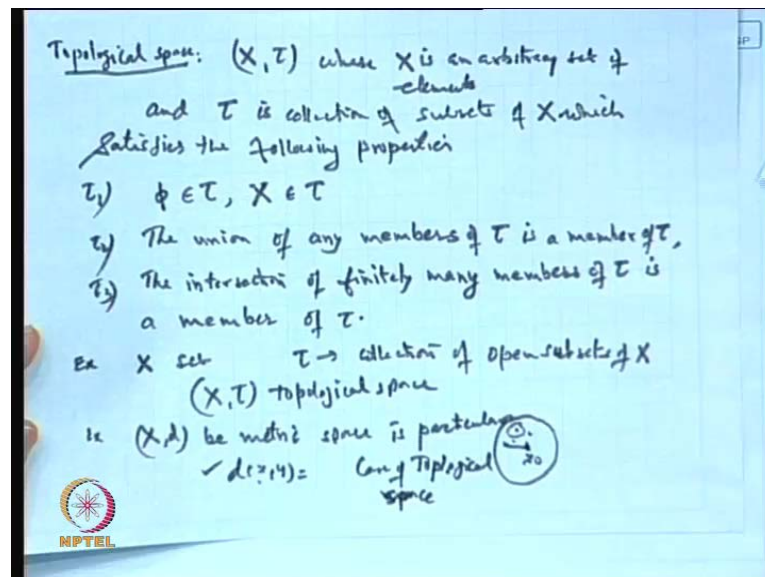 Topological space: (X, τ) where X is an arbitrary set of
elements
and τ is collection of subsets of X which
Satisfies the following properties
τ₁) ϕ ∈ τ, X ∈ τ
τ₂) The union of any members of τ is a member of τ,
τ₃) The intersection of finitely many members of τ is
a member of τ.
Ex X set τ → collection of open subsets of X
(X, τ) topological space
(X, d) be metric space is particular
✓ d(x, y) = Case of Topological
space
x₀
NPTEL